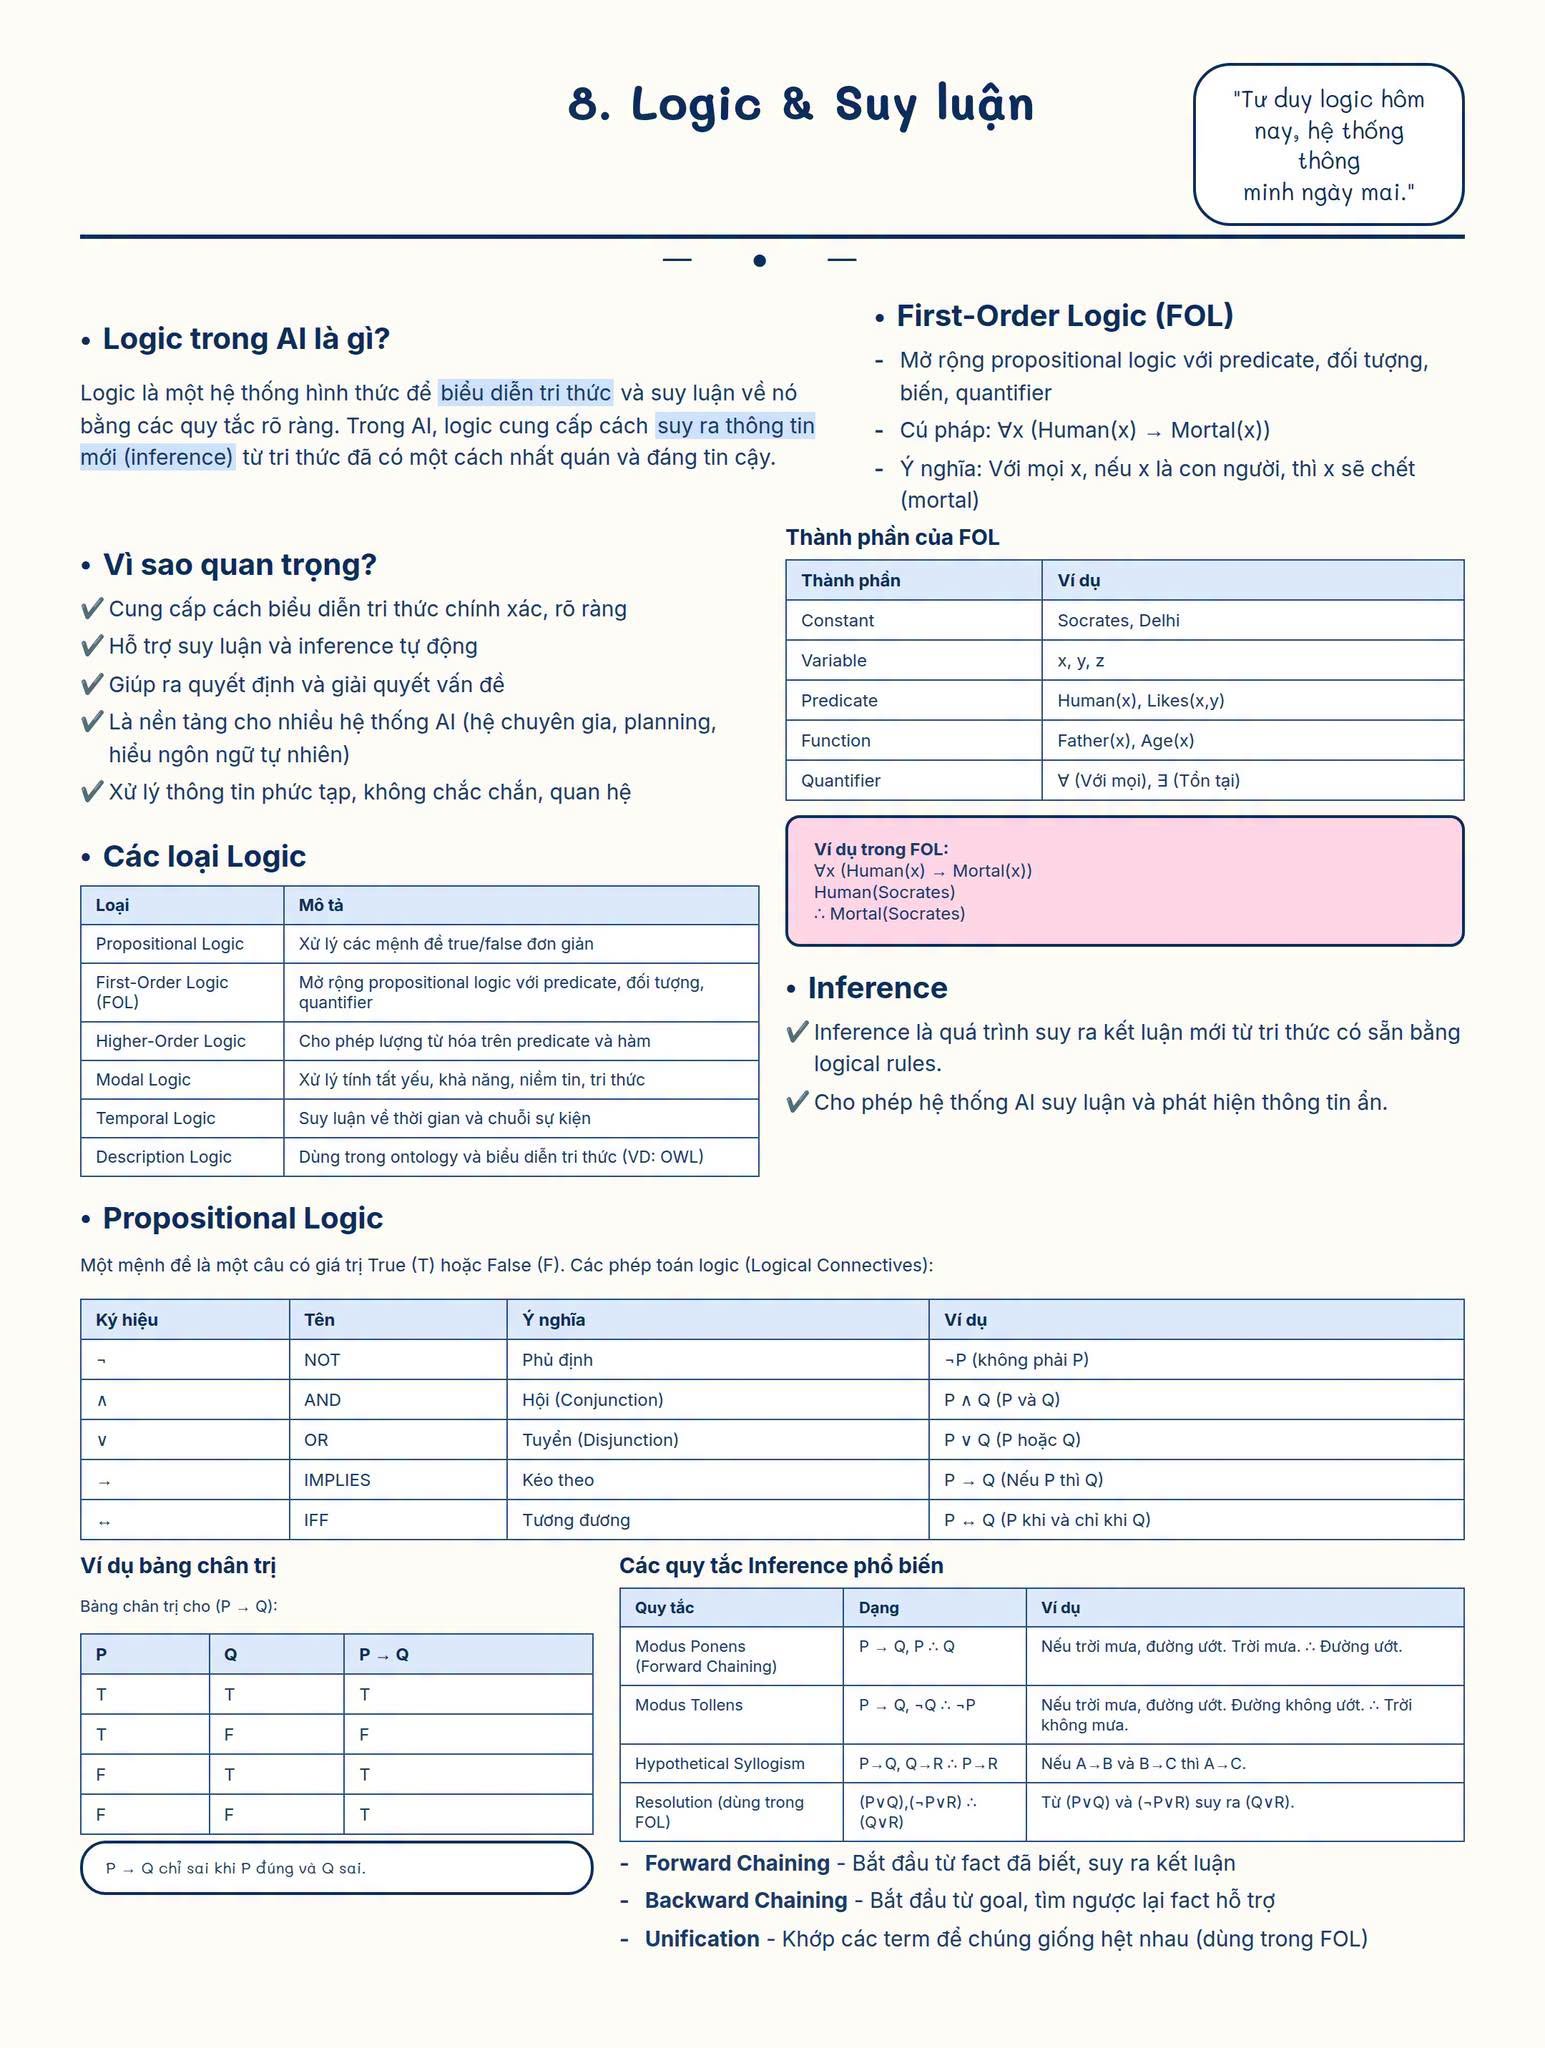 8. Logic & Suy luận
"Tư duy logic hôm
nay, hệ thống
thông
minh ngày mai."
• Logic trong AI là gì?
Logic là một hệ thống hình thức để biểu diễn tri thức và suy luận về nó
bằng các quy tắc rõ ràng. Trong AI, logic cung cấp cách suy ra thông tin
mới (inference) từ tri thức đã có một cách nhất quán và đáng tin cậy.
• Vì sao quan trọng?
✔ Cung cấp cách biểu diễn tri thức chính xác, rõ ràng
✔ Hỗ trợ suy luận và inference tự động
✔ Giúp ra quyết định và giải quyết vấn đề
✔ Là nền tảng cho nhiều hệ thống AI (hệ chuyên gia, planning,
hiểu ngôn ngữ tự nhiên)
✔ Xử lý thông tin phức tạp, không chắc chắn, quan hệ
• Các loại Logic
Loại Mô tả
Propositional Logic Xử lý các mệnh đề true/false đơn giản
First-Order Logic Mở rộng propositional logic với predicate, đối tượng,
(FOL) quantifier
Higher-Order Logic Cho phép lượng từ hóa trên predicate và hàm
Modal Logic Xử lý tính tất yếu, khả năng, niềm tin, tri thức
Temporal Logic Suy luận về thời gian và chuỗi sự kiện
Description Logic Dùng trong ontology và biểu diễn tri thức (VD: OWL)
• First-Order Logic (FOL)
- Mở rộng propositional logic với predicate, đối tượng,
biến, quantifier
- Cú pháp: ∀x (Human(x) → Mortal(x))
- Ý nghĩa: Với mọi x, nếu x là con người, thì x sẽ chết
(mortal)
Thành phần của FOL
Thành phần Ví dụ
Constant Socrates, Delhi
Variable x, y, z
Predicate Human(x), Likes(x,y)
Function Father(x), Age(x)
Quantifier ∀ (Với mọi), ∃ (Tồn tại)
Ví dụ trong FOL:
∀x (Human(x) → Mortal(x))
Human(Socrates)
∴ Mortal(Socrates)
• Inference
✔ Inference là quá trình suy ra kết luận mới từ tri thức có sẵn bằng
logical rules.
✔ Cho phép hệ thống AI suy luận và phát hiện thông tin ẩn.
• Propositional Logic
Một mệnh đề là một câu có giá trị True (T) hoặc False (F). Các phép toán logic (Logical Connectives):
Ký hiệu Tên Ý nghĩa Ví dụ
¬ NOT Phủ định ¬P (không phải P)
∧ AND Hội (Conjunction) P ∧ Q (P và Q)
∨ OR Tuyển (Disjunction) P ∨ Q (P hoặc Q)
→ IMPLIES Kéo theo P → Q (Nếu P thì Q)
↔ IFF Tương đương P ↔ Q (P khi và chỉ khi Q)
Ví dụ bảng chân trị
Bảng chân trị cho (P → Q):
P Q P → Q
T T T
T F F
F T T
F F T
P → Q chỉ sai khi P đúng và Q sai.
Các quy tắc Inference phổ biến
Quy tắc Dạng Ví dụ
Modus Ponens P → Q, P ∴ Q Nếu trời mưa, đường ướt. Trời mưa. ∴ Đường ướt.
(Forward Chaining)
Modus Tollens P → Q, ¬Q ∴ ¬P Nếu trời mưa, đường ướt. Đường không ướt. ∴ Trời
không mưa.
Hypothetical Syllogism P→Q, Q→R ∴ P→R Nếu A→B và B→C thì A→C.
Resolution (dùng trong (P∨Q),(¬P∨R) ∴ Từ (P∨Q) và (¬P∨R) suy ra (Q∨R).
FOL) (Q∨R)
- Forward Chaining - Bắt đầu từ fact đã biết, suy ra kết luận
- Backward Chaining - Bắt đầu từ goal, tìm ngược lại fact hỗ trợ
- Unification - Khớp các term để chúng giống hệt nhau (dùng trong FOL)